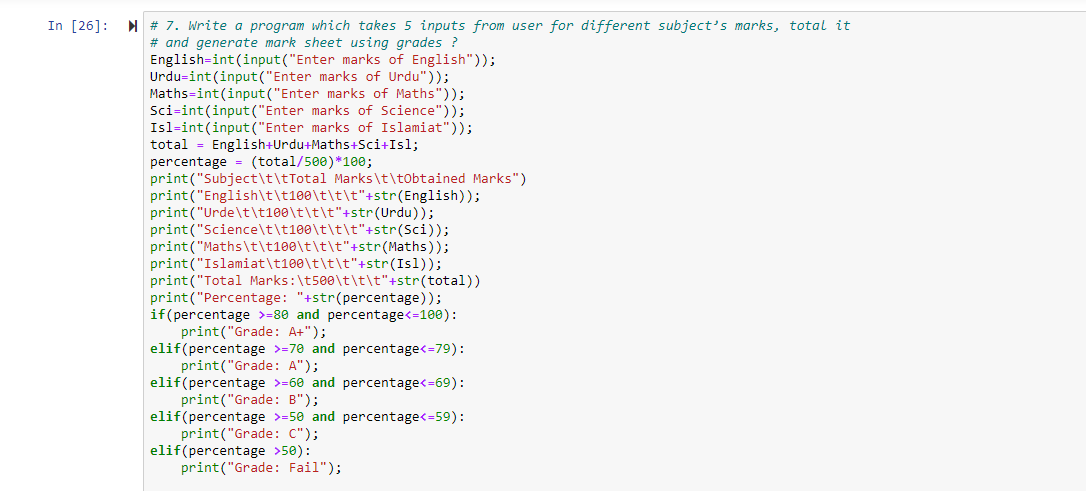 In [26]: # 7. Write a program which takes 5 inputs from user for different subject's marks, total it
# and generate mark sheet using grades ?
English=int(input("Enter marks of English"));
Urdu=int(input("Enter marks of Urdu"));
Maths=int(input("Enter marks of Maths"));
Sci=int(input("Enter marks of Science"));
Isl=int(input("Enter marks of Islamiat"));
total = English+Urdu+Maths+Sci+Isl;
percentage = (total/500)*100;
print("Subject\t\tTotal Marks\t\tObtained Marks")
print("English\t\t100\t\t\t"+str(English));
print("Urde\t\t100\t\t\t"+str(Urdu));
print("Science\t\t100\t\t\t"+str(Sci));
print("Maths\t\t100\t\t\t"+str(Maths));
print("Islamiat\t100\t\t\t"+str(Isl));
print("Total Marks:\t500\t\t\t"+str(total))
print("Percentage: "+str(percentage));
if(percentage >=80 and percentage<=100):
    print("Grade: A+");
elif(percentage >=70 and percentage<=79):
    print("Grade: A");
elif(percentage >=60 and percentage<=69):
    print("Grade: B");
elif(percentage >=50 and percentage<=59):
    print("Grade: C");
elif(percentage >50):
    print("Grade: Fail");